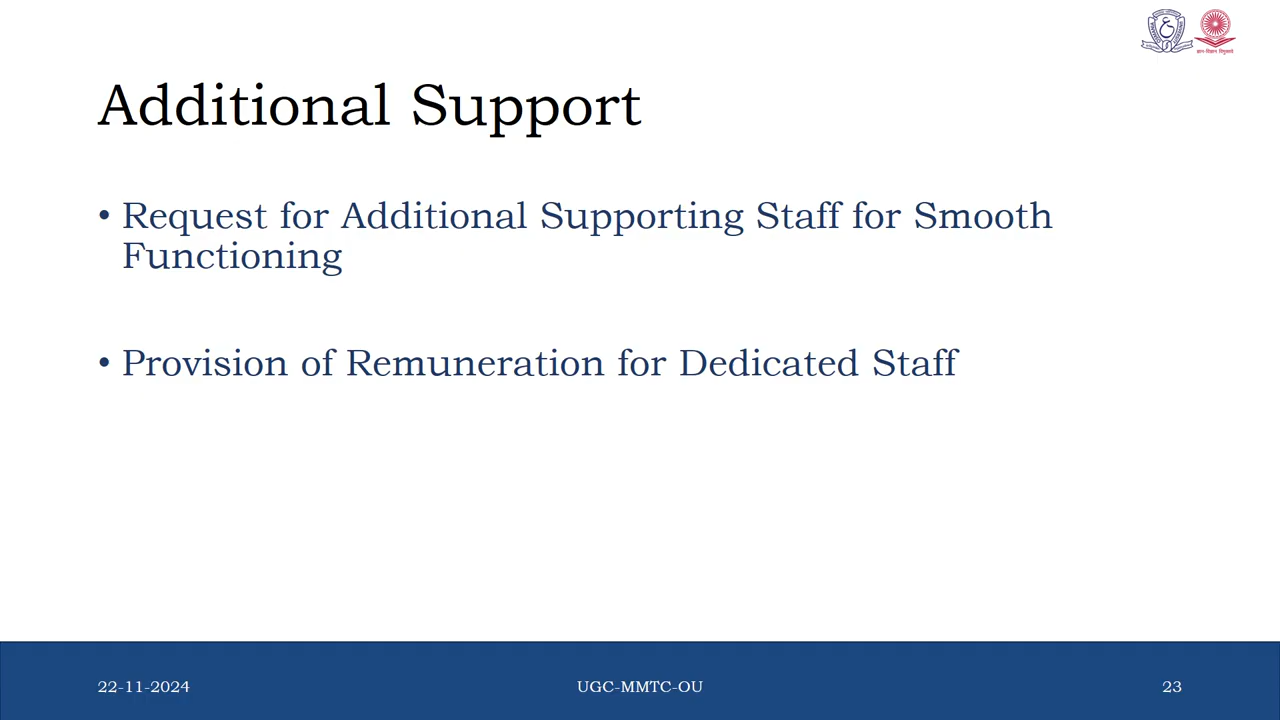 Additional Support
• Request for Additional Supporting Staff for Smooth
Functioning
• Provision of Remuneration for Dedicated Staff
22-11-2024
UGC-MMTC-OU
23